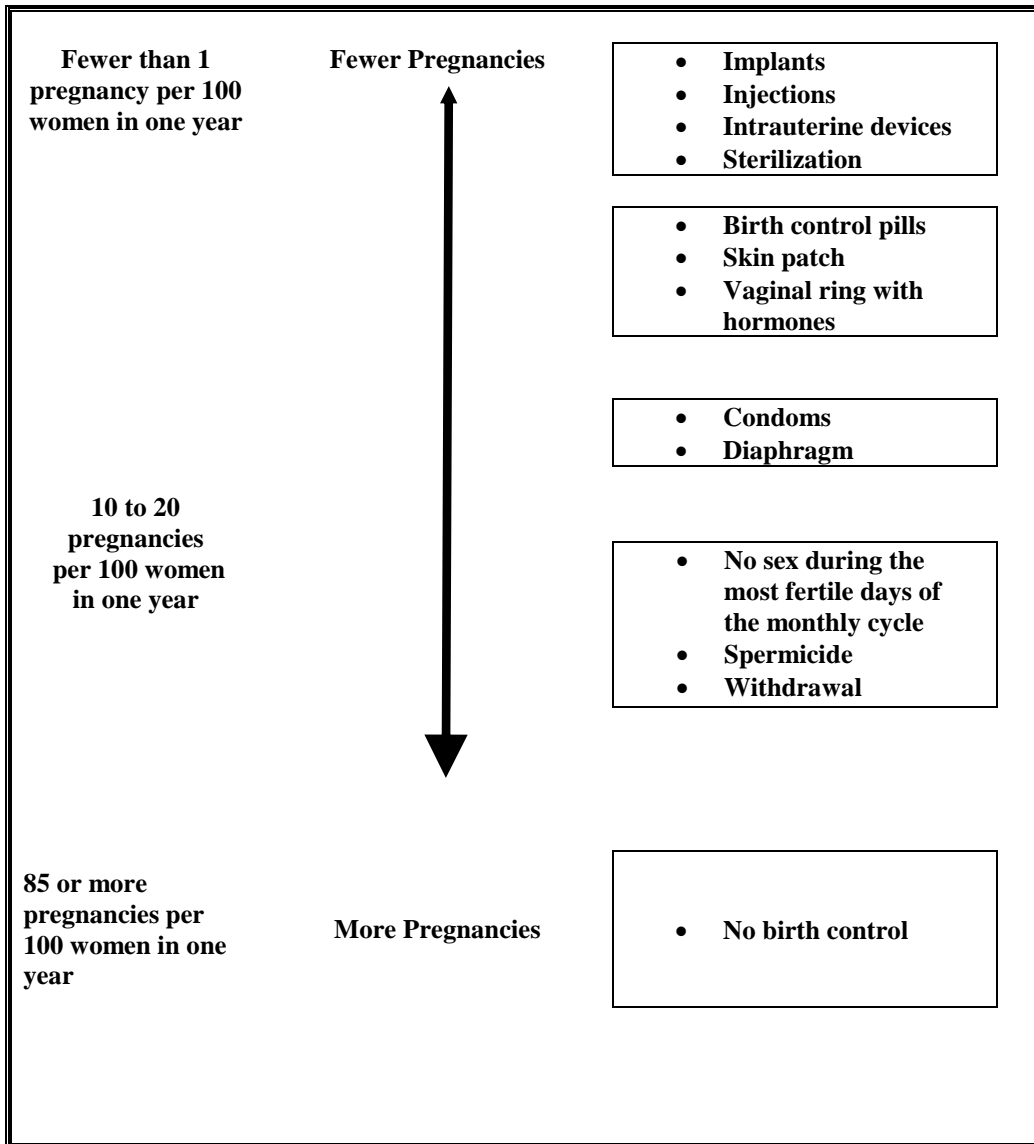 Fewer than 1
pregnancy per 100
women in one year
Fewer Pregnancies
• Implants
• Injections
• Intrauterine devices
• Sterilization
• Birth control pills
• Skin patch
• Vaginal ring with
hormones
• Condoms
• Diaphragm
10 to 20
pregnancies
per 100 women
in one year
• No sex during the
most fertile days of
the monthly cycle
• Spermicide
• Withdrawal
85 or more
pregnancies per
100 women in one
year
More Pregnancies
• No birth control